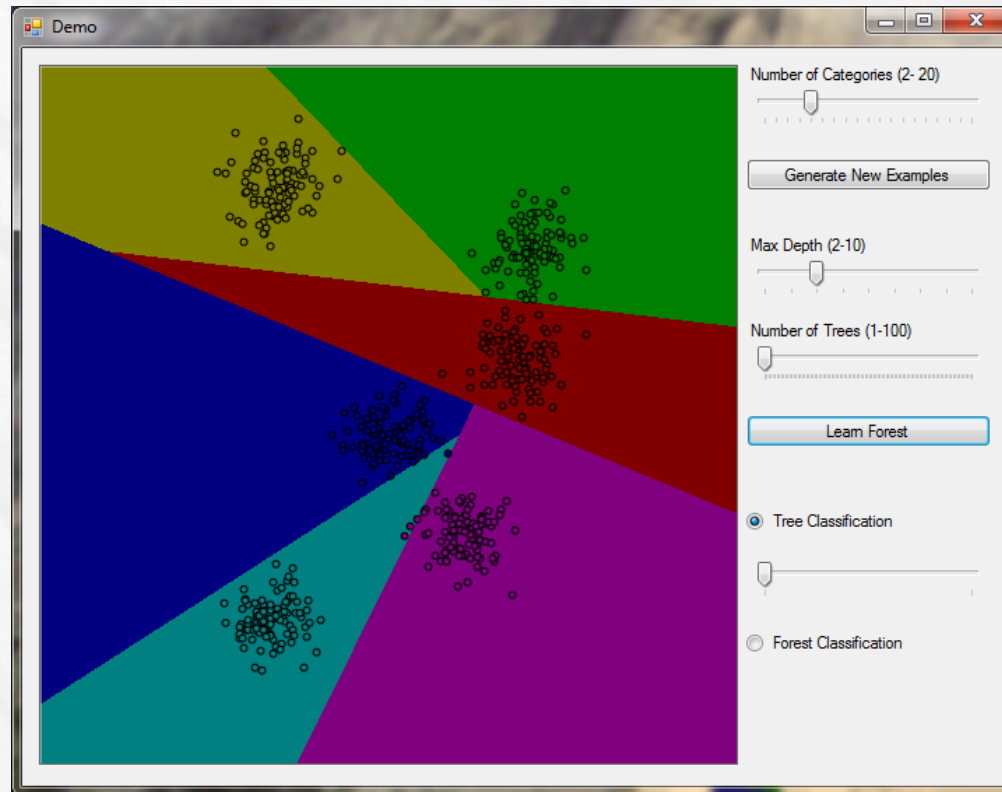 Demo
Number of Categories (2- 20)
Generate New Examples
Max Depth (2-10)
Number of Trees (1-100)
Learn Forest
Tree Classification
Forest Classification